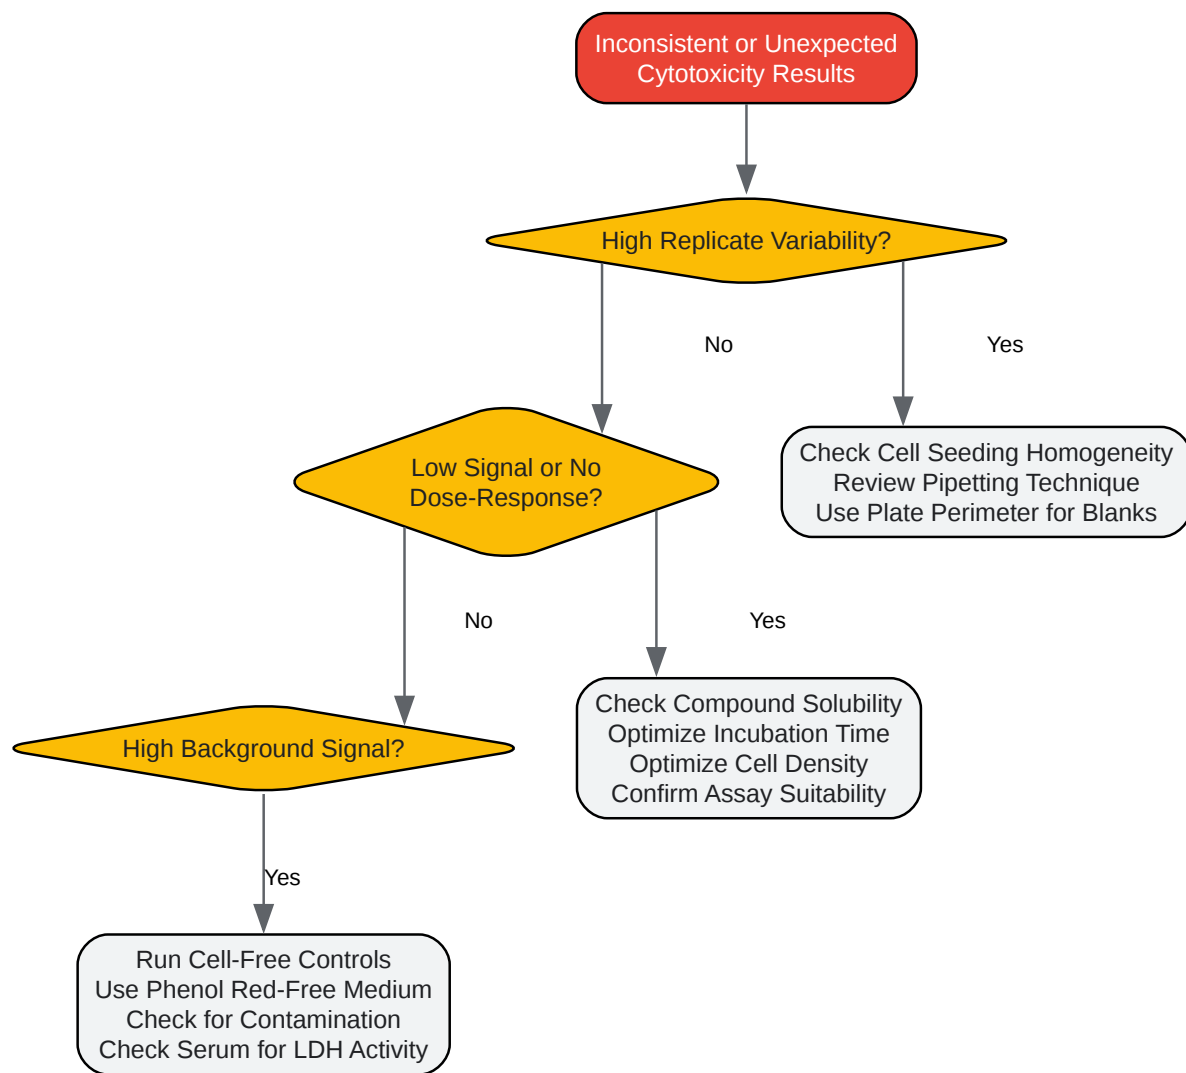 Inconsistent or Unexpected
Cytotoxicity Results
High Replicate Variability?
No
Yes
Low Signal or No
Dose-Response?
Check Cell Seeding Homogeneity
Review Pipetting Technique
Use Plate Perimeter for Blanks
No
Yes
High Background Signal?
Check Compound Solubility
Optimize Incubation Time
Optimize Cell Density
Confirm Assay Suitability
Yes
Run Cell-Free Controls
Use Phenol Red-Free Medium
Check for Contamination
Check Serum for LDH Activity